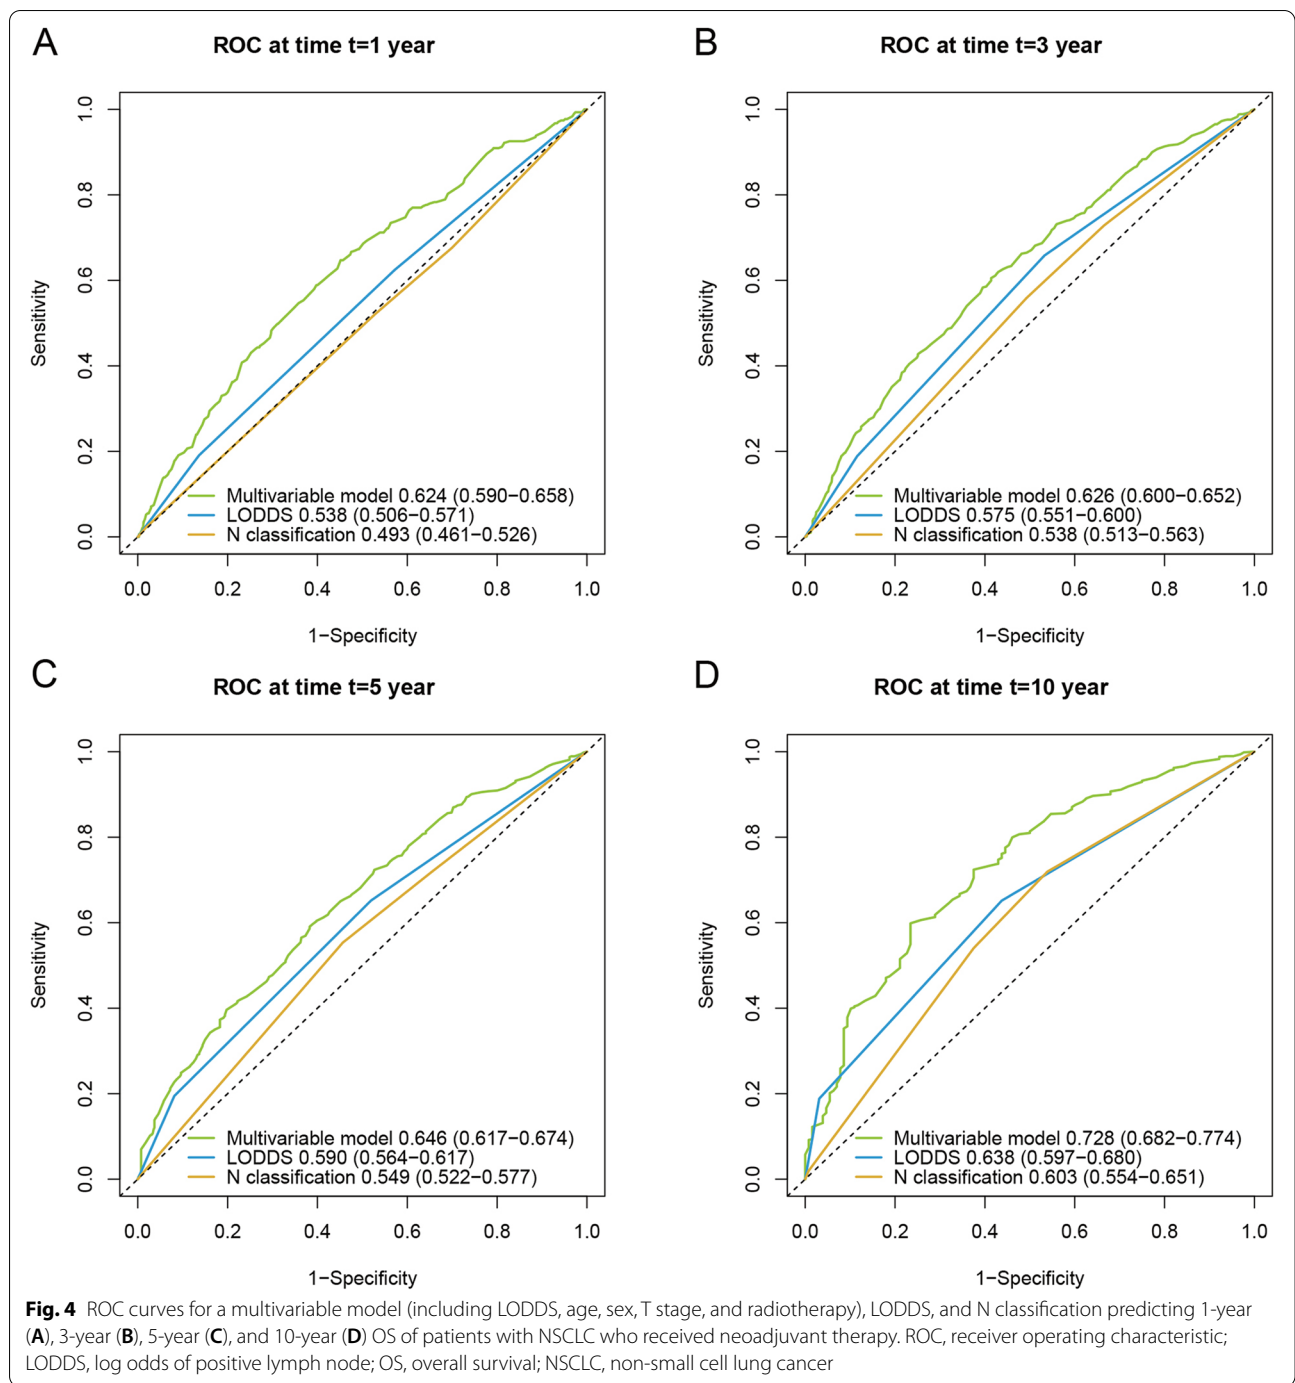 A
ROC at time t=1 year
Sensitivity
0.0 0.2 0.4 0.6 0.8 1.0
Multivariable model 0.624 (0.590−0.658)
LODDS 0.538 (0.506−0.571)
N classification 0.493 (0.461−0.526)
0.0 0.2 0.4 0.6 0.8 1.0
1−Specificity
B
ROC at time t=3 year
Sensitivity
0.0 0.2 0.4 0.6 0.8 1.0
Multivariable model 0.626 (0.600−0.652)
LODDS 0.575 (0.551−0.600)
N classification 0.538 (0.513−0.563)
0.0 0.2 0.4 0.6 0.8 1.0
1−Specificity
C
ROC at time t=5 year
Sensitivity
0.0 0.2 0.4 0.6 0.8 1.0
Multivariable model 0.646 (0.617−0.674)
LODDS 0.590 (0.564−0.617)
N classification 0.549 (0.522−0.577)
0.0 0.2 0.4 0.6 0.8 1.0
1−Specificity
D
ROC at time t=10 year
Sensitivity
0.0 0.2 0.4 0.6 0.8 1.0
Multivariable model 0.728 (0.682−0.774)
LODDS 0.638 (0.597−0.680)
N classification 0.603 (0.554−0.651)
0.0 0.2 0.4 0.6 0.8 1.0
1−Specificity
Fig. 4 ROC curves for a multivariable model (including LODDS, age, sex, T stage, and radiotherapy), LODDS, and N classification predicting 1-year
(A), 3-year (B), 5-year (C), and 10-year (D) OS of patients with NSCLC who received neoadjuvant therapy. ROC, receiver operating characteristic;
LODDS, log odds of positive lymph node; OS, overall survival; NSCLC, non-small cell lung cancer